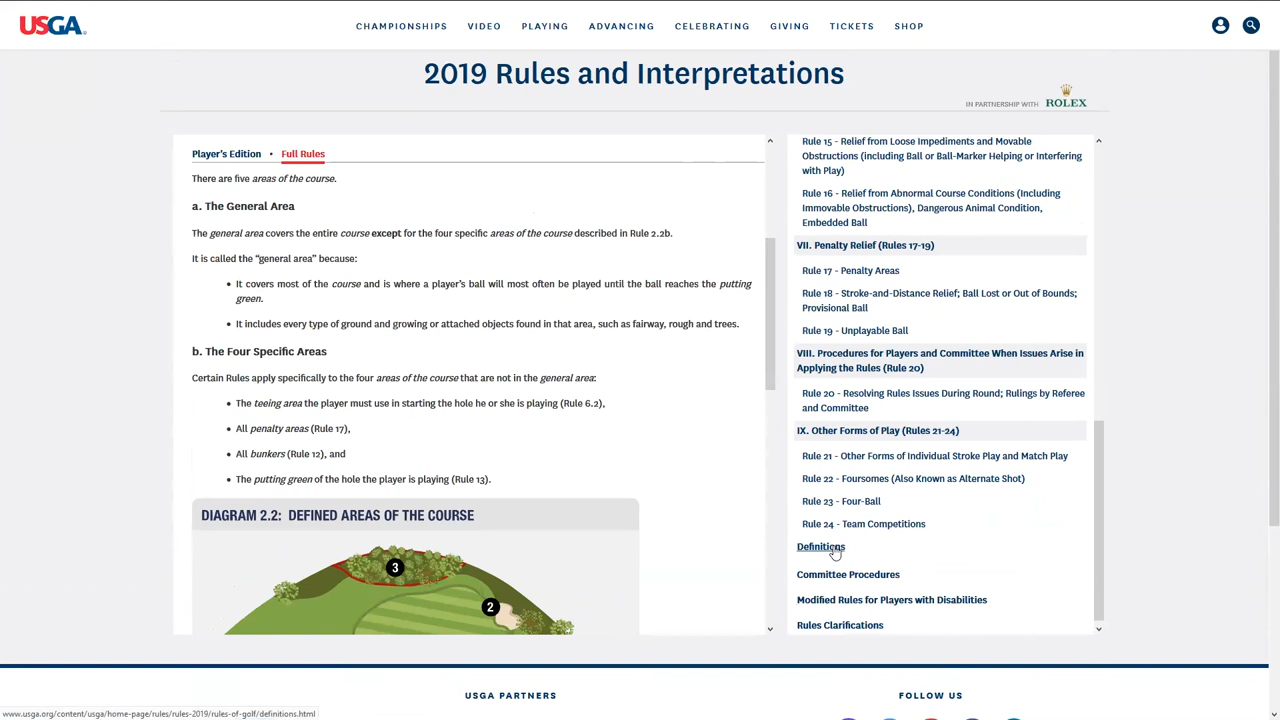 USGA
CHAMPIONSHIPS VIDEO PLAYING ADVANCING CELEBRATING GIVING TICKETS SHOP
2019 Rules and Interpretations
IN PARTNERSHIP WITH ROLEX
Player's Edition • Full Rules
There are five areas of the course.
a. The General Area
The general area covers the entire course except for the four specific areas of the course described in Rule 2.2b.
It is called the "general area" because:
• It covers most of the course and is where a player's ball will most often be played until the ball reaches the putting
green.
• It includes every type of ground and growing or attached objects found in that area, such as fairway, rough and trees.
b. The Four Specific Areas
Certain Rules apply specifically to the four areas of the course that are not in the general area:
• The teeing area the player must use in starting the hole he or she is playing (Rule 6.2),
• All penalty areas (Rule 17),
• All bunkers (Rule 12), and
• The putting green of the hole the player is playing (Rule 13).
DIAGRAM 2.2: DEFINED AREAS OF THE COURSE
3
2
Rule 15 - Relief from Loose Impediments and Movable
Obstructions (including Ball or Ball-Marker Helping or Interfering
with Play)
Rule 16 - Relief from Abnormal Course Conditions (Including
Immovable Obstructions), Dangerous Animal Condition,
Embedded Ball
VII. Penalty Relief (Rules 17-19)
Rule 17 - Penalty Areas
Rule 18 - Stroke-and-Distance Relief; Ball Lost or Out of Bounds;
Provisional Ball
Rule 19 - Unplayable Ball
VIII. Procedures for Players and Committee When Issues Arise in
Applying the Rules (Rule 20)
Rule 20 - Resolving Rules Issues During Round; Rulings by Referee
and Committee
IX. Other Forms of Play (Rules 21-24)
Rule 21 - Other Forms of Individual Stroke Play and Match Play
Rule 22 - Foursomes (Also Known as Alternate Shot)
Rule 23 - Four-Ball
Rule 24 - Team Competitions
Definitions
Committee Procedures
Modified Rules for Players with Disabilities
Rules Clarifications
USGA PARTNERS
FOLLOW US
www.usga.org/content/usga/home-page/rules/rules-2019/rules-of-golf/definitions.html